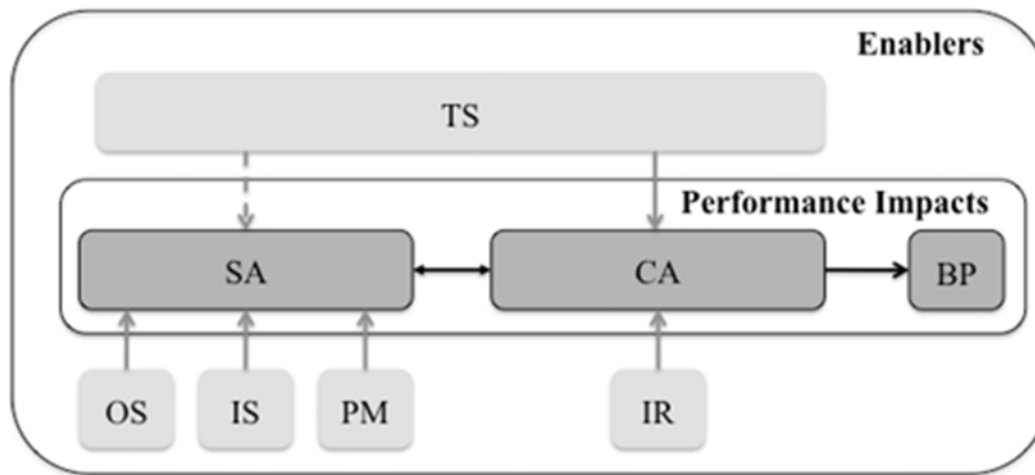 Enablers
TS
Performance Impacts
SA
CA
BP
OS
IS
PM
IR